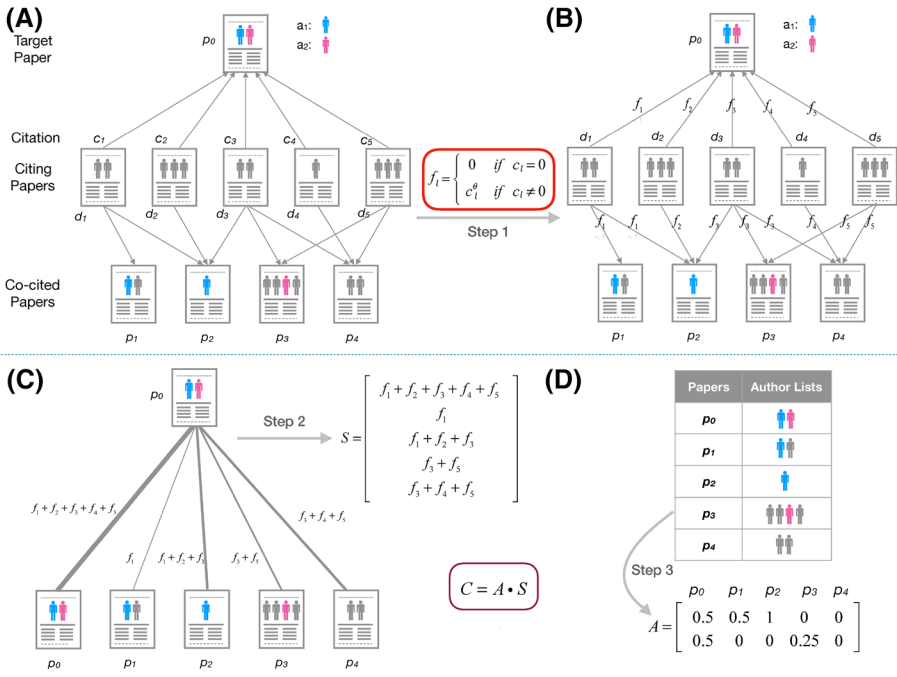 (A)
Target
Paper
p0
a1:
a2:
Citation
c1 c2 c3 c4 c5
Citing
Papers
d1 d2 d3 d4 d5
Co-cited
Papers
p1 p2 p3 p4
f_l = { 0 if c_l = 0
c_l^θ if c_l ≠ 0
Step 1
(B)
p0
a1:
a2:
f1 f2 f3 f4 f5
d1 d2 d3 d4 d5
f1 f1 f2 f3 f3 f3 f4 f5 f5
p1 p2 p3 p4
(C)
p0
Step 2
S = [ f1 + f2 + f3 + f4 + f5
f1
f1 + f2 + f3
f3 + f5
f3 + f4 + f5 ]
f1 + f2 + f3 + f4 + f5
f1
f1 + f2 + f3
f3 + f5
f3 + f4 + f5
p0 p1 p2 p3 p4
C = A • S
(D)
Papers Author Lists
p0
p1
p2
p3
p4
Step 3
p0 p1 p2 p3 p4
A = [ 0.5 0.5 1 0 0
0.5 0 0 0.25 0 ]